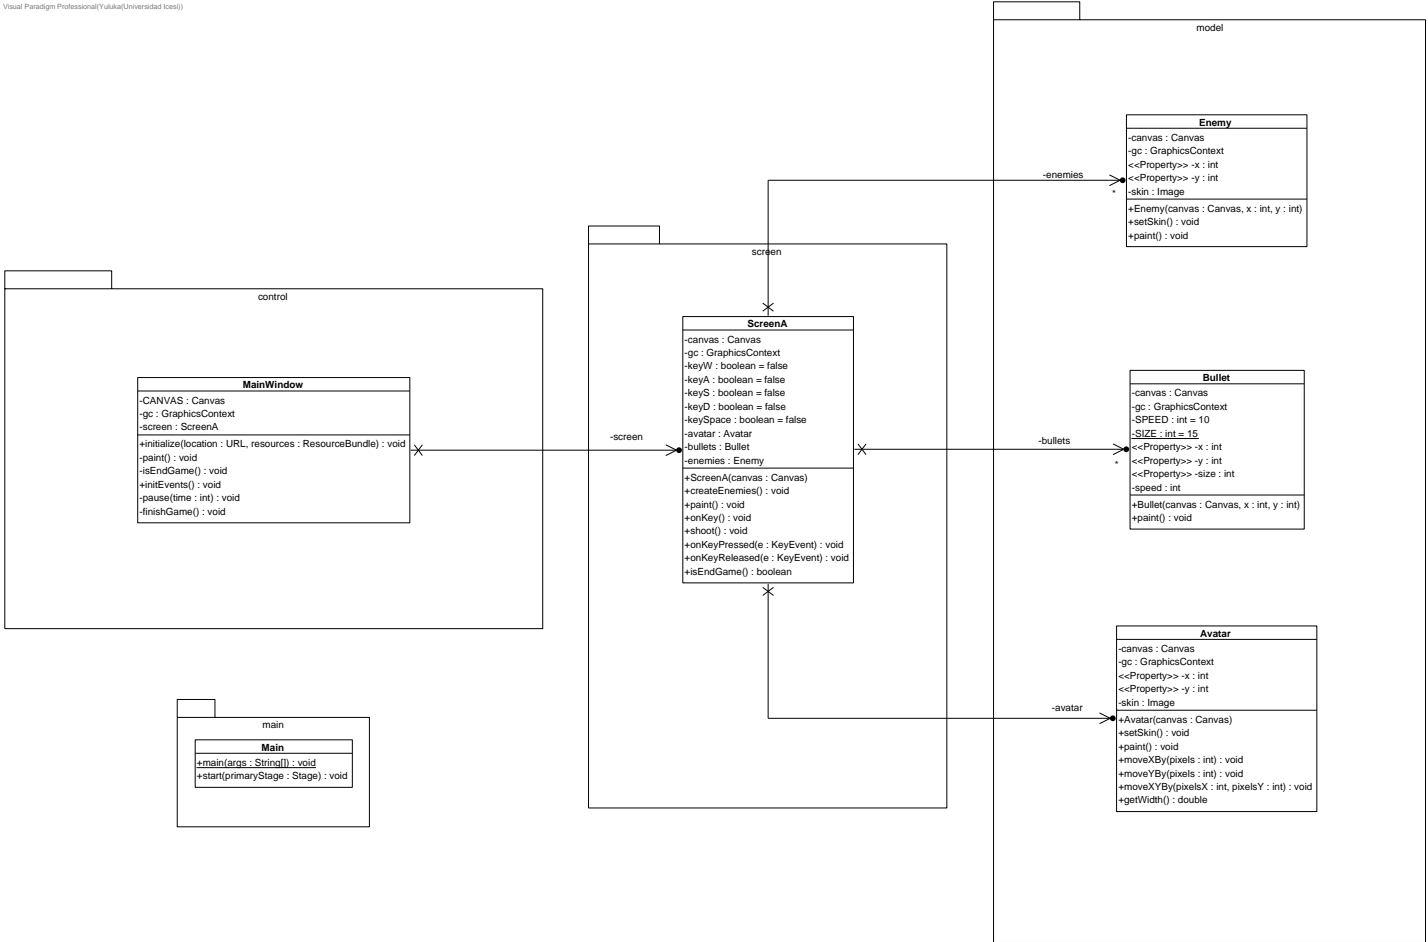 Visual Paradigm Professional(Yuluka(Universidad Icesi))
model
Enemy
-canvas : Canvas
-gc : GraphicsContext
<<Property>> -x : int
<<Property>> -y : int
-skin : Image
+Enemy(canvas : Canvas, x : int, y : int)
+setSkin() : void
+paint() : void
-enemies
*
screen
ScreenA
-canvas : Canvas
-gc : GraphicsContext
-keyW : boolean = false
-keyA : boolean = false
-keyS : boolean = false
-keyD : boolean = false
-keySpace : boolean = false
-avatar : Avatar
-bullets : Bullet
-enemies : Enemy
+ScreenA(canvas : Canvas)
+createEnemies() : void
+paint() : void
+onKey() : void
+shoot() : void
+onKeyPressed(e : KeyEvent) : void
+onKeyReleased(e : KeyEvent) : void
+isEndGame() : boolean
control
MainWindow
-CANVAS : Canvas
-gc : GraphicsContext
-screen : ScreenA
+initialize(location : URL, resources : ResourceBundle) : void
-paint() : void
-isEndGame() : void
+initEvents() : void
-pause(time : int) : void
-finishGame() : void
-screen
-bullets
*
Bullet
-canvas : Canvas
-gc : GraphicsContext
-SPEED : int = 10
-SIZE : int = 15
<<Property>> -x : int
<<Property>> -y : int
<<Property>> -size : int
-speed : int
+Bullet(canvas : Canvas, x : int, y : int)
+paint() : void
-avatar
Avatar
-canvas : Canvas
-gc : GraphicsContext
<<Property>> -x : int
<<Property>> -y : int
-skin : Image
+Avatar(canvas : Canvas)
+setSkin() : void
+paint() : void
+moveXBy(pixels : int) : void
+moveYBy(pixels : int) : void
+moveXYBy(pixelsX : int, pixelsY : int) : void
+getWidth() : double
main
Main
+main(args : String[]) : void
+start(primaryStage : Stage) : void